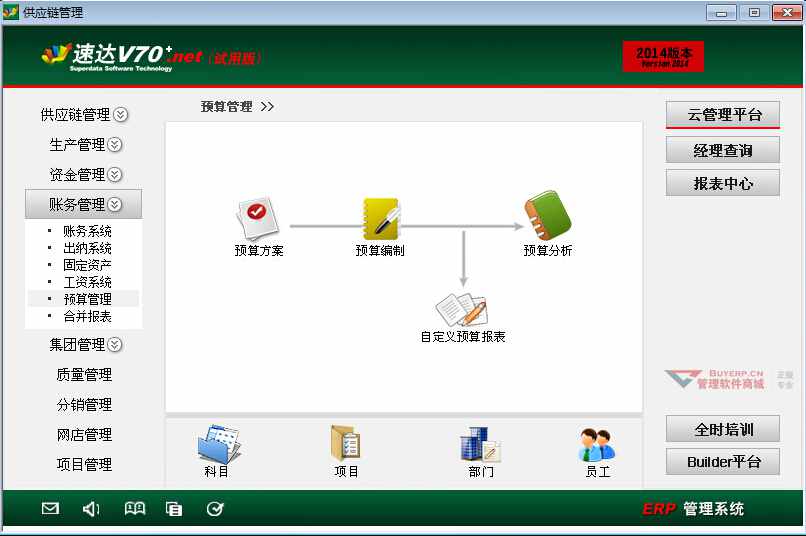 供应链管理
速达V70+.net (试用版)
Superdata Software Technology
2014版本
Version 2014
供应链管理
生产管理
资金管理
账务管理
账务系统
出纳系统
固定资产
工资系统
预算管理
合并报表
集团管理
质量管理
分销管理
网店管理
项目管理
预算管理 >>
预算方案
预算编制
预算分析
自定义预算报表
科目
项目
部门
员工
云管理平台
经理查询
报表中心
BUYERP.CN
管理软件商城
正版
专业
全时培训
Builder平台
ERP 管理系统